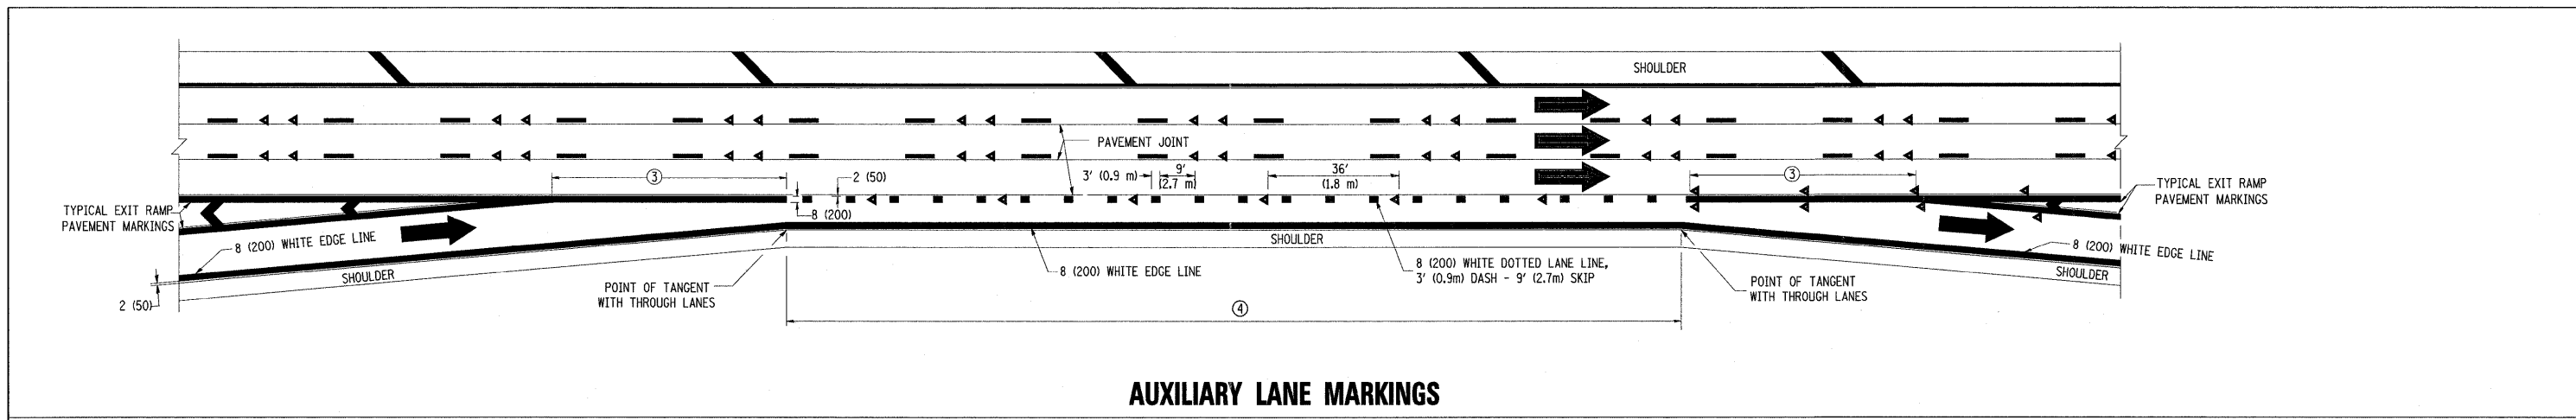 SHOULDER
PAVEMENT JOINT
3' (0.9 m)
9'
(2.7 m)
36'
(1.8 m)
3
2 (50)
8 (200)
3
TYPICAL EXIT RAMP
PAVEMENT MARKINGS
TYPICAL EXIT RAMP
PAVEMENT MARKINGS
8 (200) WHITE EDGE LINE
SHOULDER
2 (50)
POINT OF TANGENT
WITH THROUGH LANES
8 (200) WHITE EDGE LINE
SHOULDER
8 (200) WHITE DOTTED LANE LINE,
3' (0.9m) DASH - 9' (2.7m) SKIP
POINT OF TANGENT
WITH THROUGH LANES
8 (200) WHITE EDGE LINE
SHOULDER
4
AUXILIARY LANE MARKINGS